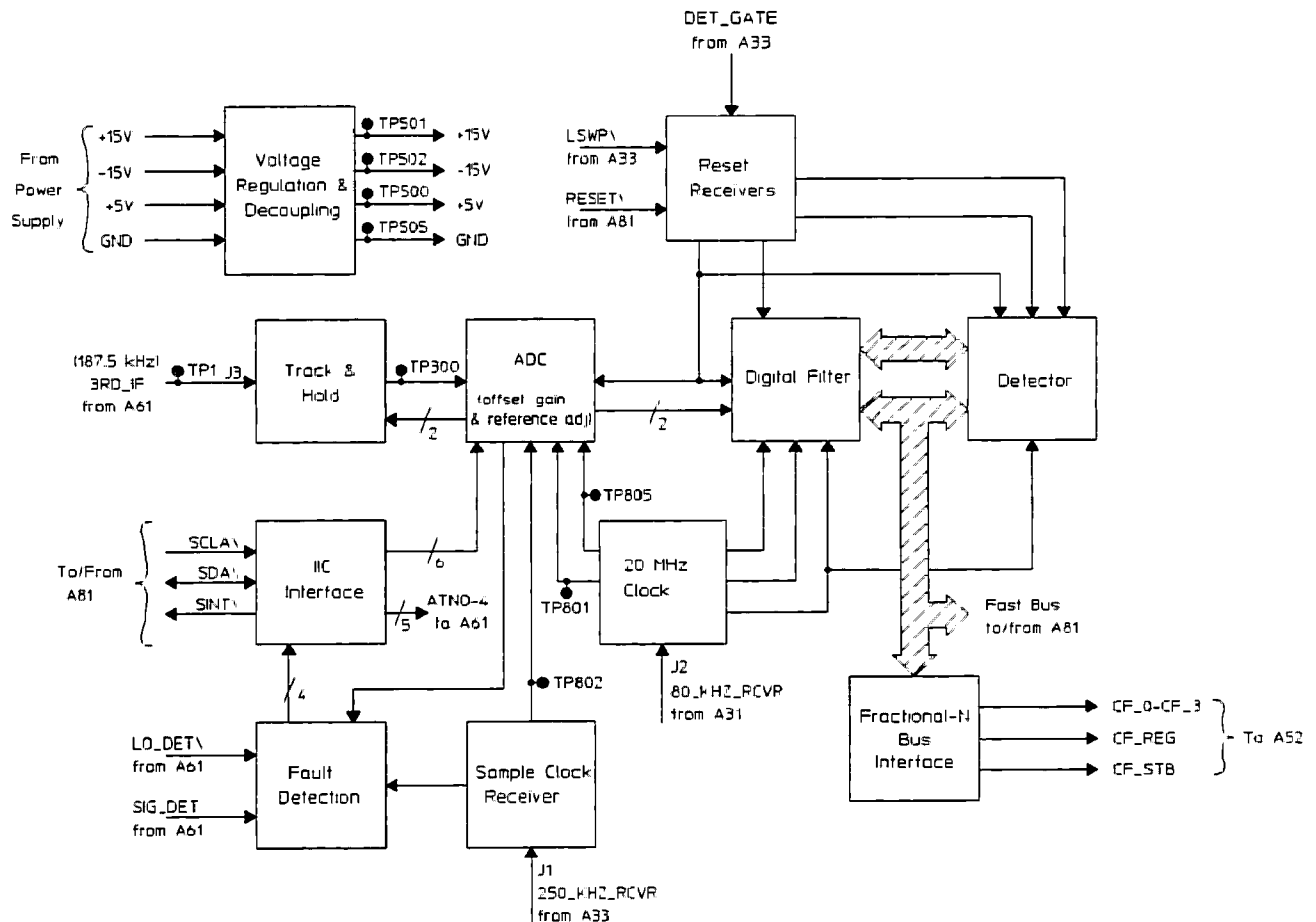 DET_GATE
from A33
+15V
-15V
+5V
GND
From
Power
Supply
Voltage
Regulation &
Decoupling
TP501
TP502
TP500
TP505
+15V
-15V
+5V
GND
LSWP\
from A33
RESET\
from A81
Reset
Receivers
(187.5 kHz)
3RD_IF
from A61
TP1
J3
Track &
Hold
TP300
2
ADC
(offset gain
& reference adj)
2
Digital Filter
Detector
TP805
To/From
A81
SCLA\
SDA\
SINT\
IIC
Interface
6
5
ATN0-4
to A61
TP801
20 MHz
Clock
Fast Bus
to/from A81
4
TP802
J2
80_KHZ_RCVR
from A31
LO_DET\
from A61
SIG_DET
from A61
Fault
Detection
Sample Clock
Receiver
Fractional-N
Bus
Interface
CF_0-CF_3
CF_REG
CF_STB
To A52
J1
250_KHZ_RCVR
from A33